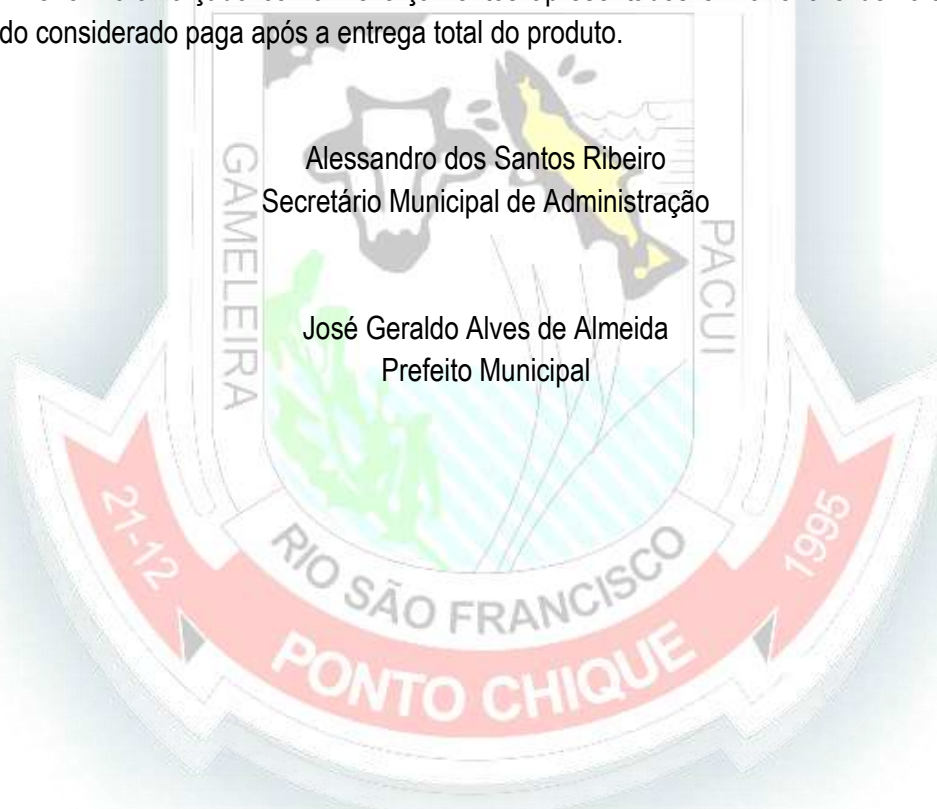 do considerado paga após a entrega total do produto.
Alessandro dos Santos Ribeiro
Secretário Municipal de Administração
José Geraldo Alves de Almeida
Prefeito Municipal
GAMELEIRA
PACUI
21-12
RIO SÃO FRANCISCO
1995
PONTO CHIQUE